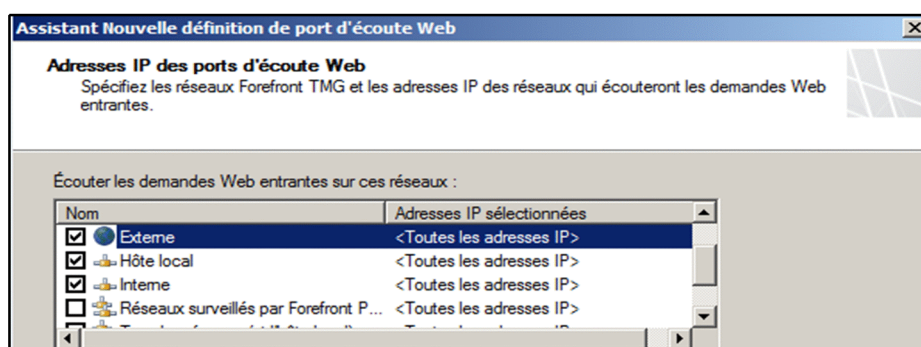 Assistant Nouvelle définition de port d'écoute Web
Adresses IP des ports d'écoute Web
Spécifiez les réseaux Forefront TMG et les adresses IP des réseaux qui écouteront les demandes Web
entrantes.
Écouter les demandes Web entrantes sur ces réseaux :
Nom Adresses IP sélectionnées
Externe <Toutes les adresses IP>
Hôte local <Toutes les adresses IP>
Interne <Toutes les adresses IP>
Réseaux surveillés par Forefront P... <Toutes les adresses IP>